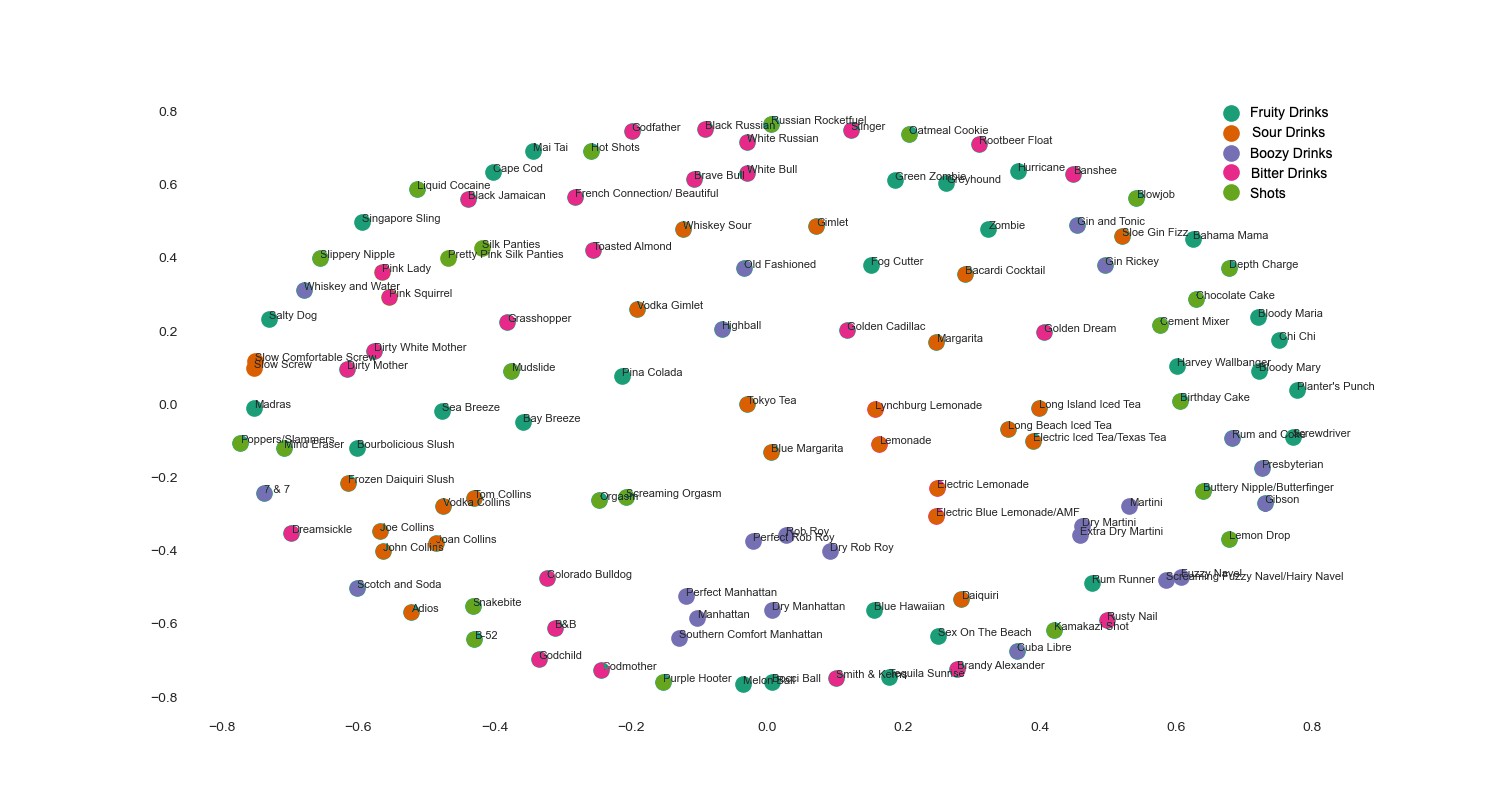 0.8
0.6
0.4
0.2
0.0
−0.2
−0.4
−0.6
−0.8
−0.8
−0.6
−0.4
−0.2
0.0
0.2
0.4
0.6
0.8
Fruity Drinks
Sour Drinks
Boozy Drinks
Bitter Drinks
Shots
Godfather
Black Russian
Russian Rocketfuel
Stinger
Oatmeal Cookie
White Russian
Rootbeer Float
Mai Tai
Hot Shots
Cape Cod
Brave Bull
White Bull
Green Zombie
Greyhound
Hurricane
Banshee
Liquid Cocaine
Black Jamaican
French Connection/ Beautiful
Blowjob
Singapore Sling
Whiskey Sour
Gimlet
Zombie
Gin and Tonic
Sloe Gin Fizz
Bahama Mama
Silk Panties
Toasted Almond
Slippery Nipple
Pretty Pink Silk Panties
Pink Lady
Old Fashioned
Fog Cutter
Bacardi Cocktail
Gin Rickey
Depth Charge
Whiskey and Water
Pink Squirrel
Chocolate Cake
Vodka Gimlet
Salty Dog
Grasshopper
Highball
Golden Cadillac
Golden Dream
Cement Mixer
Bloody Maria
Margarita
Chi Chi
Slow Comfortable Screw
Slow Screw
Dirty White Mother
Dirty Mother
Mudslide
Pina Colada
Harvey Wallbanger
Bloody Mary
Planter's Punch
Madras
Sea Breeze
Bay Breeze
Tokyo Tea
Lynchburg Lemonade
Long Island Iced Tea
Birthday Cake
Long Beach Iced Tea
Electric Iced Tea/Texas Tea
Rum and Coke
Screwdriver
Poppers/Slammers
Mind Eraser
Bourbolicious Slush
Blue Margarita
Lemonade
Presbyterian
Frozen Daiquiri Slush
7 & 7
Tom Collins
Vodka Collins
Orgasm
Screaming Orgasm
Electric Lemonade
Buttery Nipple/Butterfinger
Gibson
Martini
Electric Blue Lemonade/AMF
Dry Martini
Extra Dry Martini
Dreamsickle
Joe Collins
Joan Collins
John Collins
Rob Roy
Perfect Rob Roy
Dry Rob Roy
Lemon Drop
Scotch and Soda
Colorado Bulldog
Rum Runner
Fuzzy Navel
Screaming Fuzzy Navel/Hairy Navel
Adios
Snakebite
Perfect Manhattan
Manhattan
Dry Manhattan
Blue Hawaiian
Daiquiri
B-52
B&B
Southern Comfort Manhattan
Sex On The Beach
Kamakazi Shot
Rusty Nail
Cuba Libre
Godchild
Godmother
Purple Hooter
Melon Ball
Bocci Ball
Smith & Kerns
Tequila Sunrise
Brandy Alexander